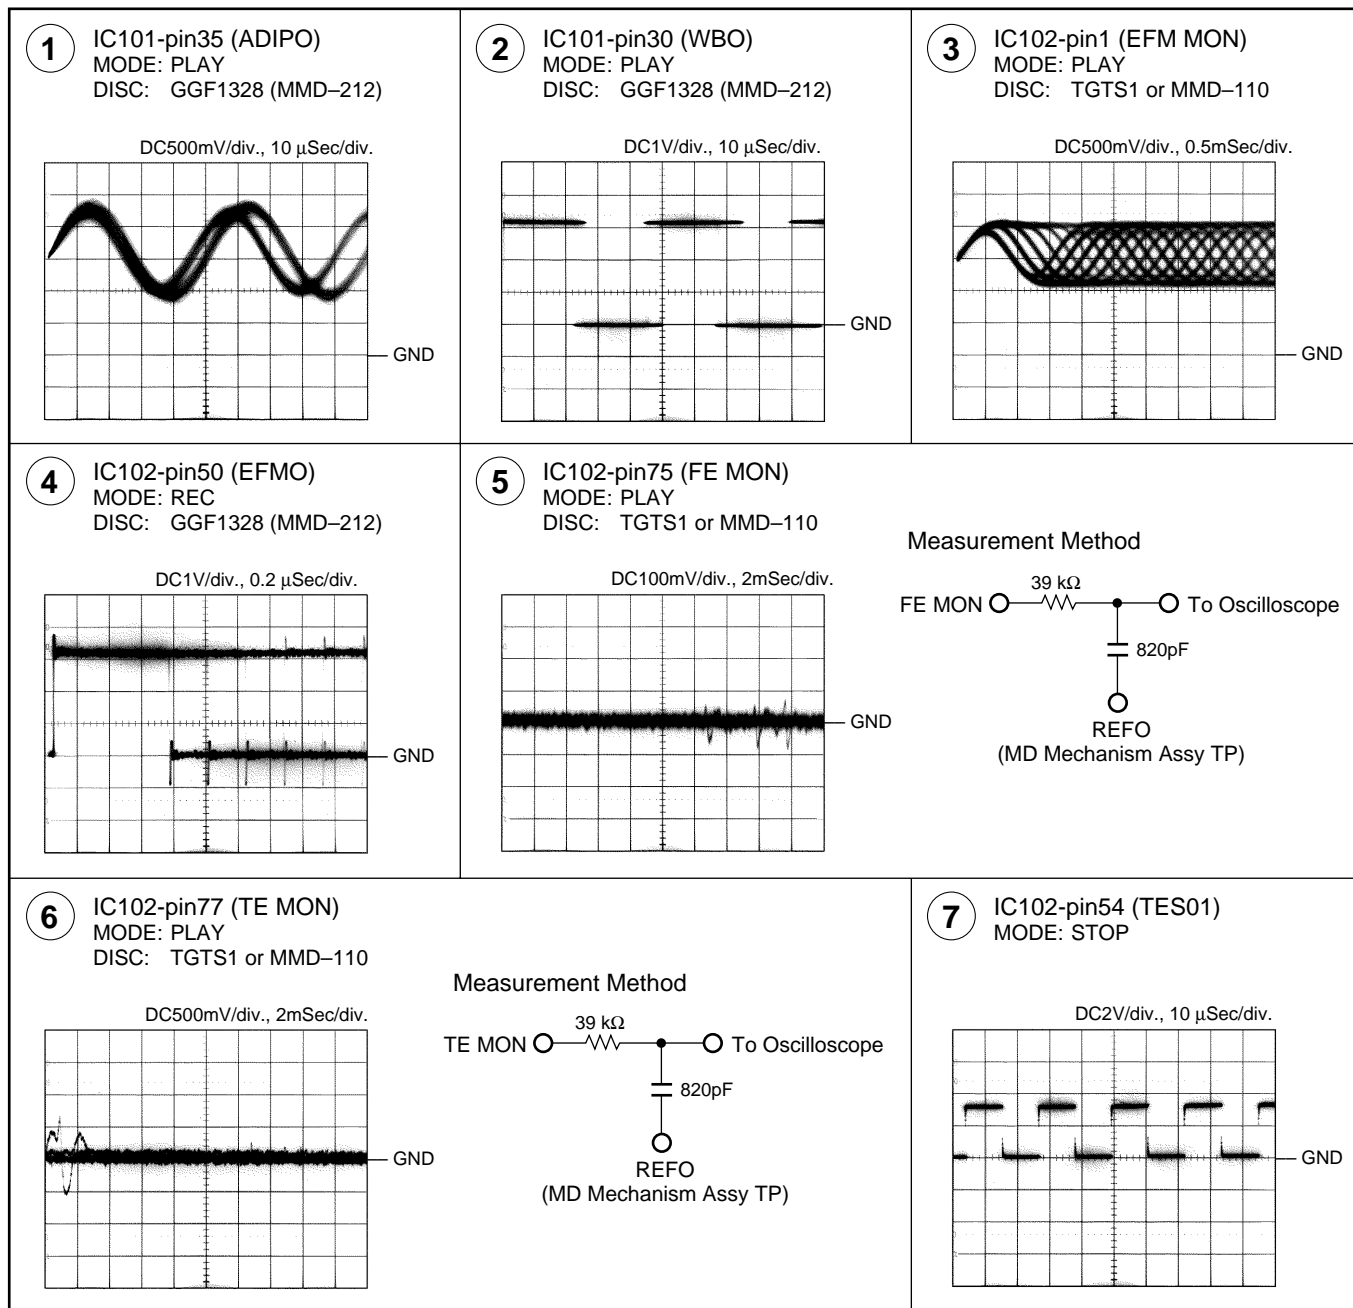 1
IC101-pin35 (ADIPO)
MODE: PLAY
DISC: GGF1328 (MMD–212)
DC500mV/div., 10 µSec/div.
GND
2
IC101-pin30 (WBO)
MODE: PLAY
DISC: GGF1328 (MMD–212)
DC1V/div., 10 µSec/div.
GND
3
IC102-pin1 (EFM MON)
MODE: PLAY
DISC: TGTS1 or MMD–110
DC500mV/div., 0.5mSec/div.
GND
4
IC102-pin50 (EFMO)
MODE: REC
DISC: GGF1328 (MMD–212)
DC1V/div., 0.2 µSec/div.
GND
5
IC102-pin75 (FE MON)
MODE: PLAY
DISC: TGTS1 or MMD–110
DC100mV/div., 2mSec/div.
GND
Measurement Method
39 kΩ
FE MON
To Oscilloscope
820pF
REFO
(MD Mechanism Assy TP)
6
IC102-pin77 (TE MON)
MODE: PLAY
DISC: TGTS1 or MMD–110
DC500mV/div., 2mSec/div.
GND
Measurement Method
39 kΩ
TE MON
To Oscilloscope
820pF
REFO
(MD Mechanism Assy TP)
7
IC102-pin54 (TES01)
MODE: STOP
DC2V/div., 10 µSec/div.
GND